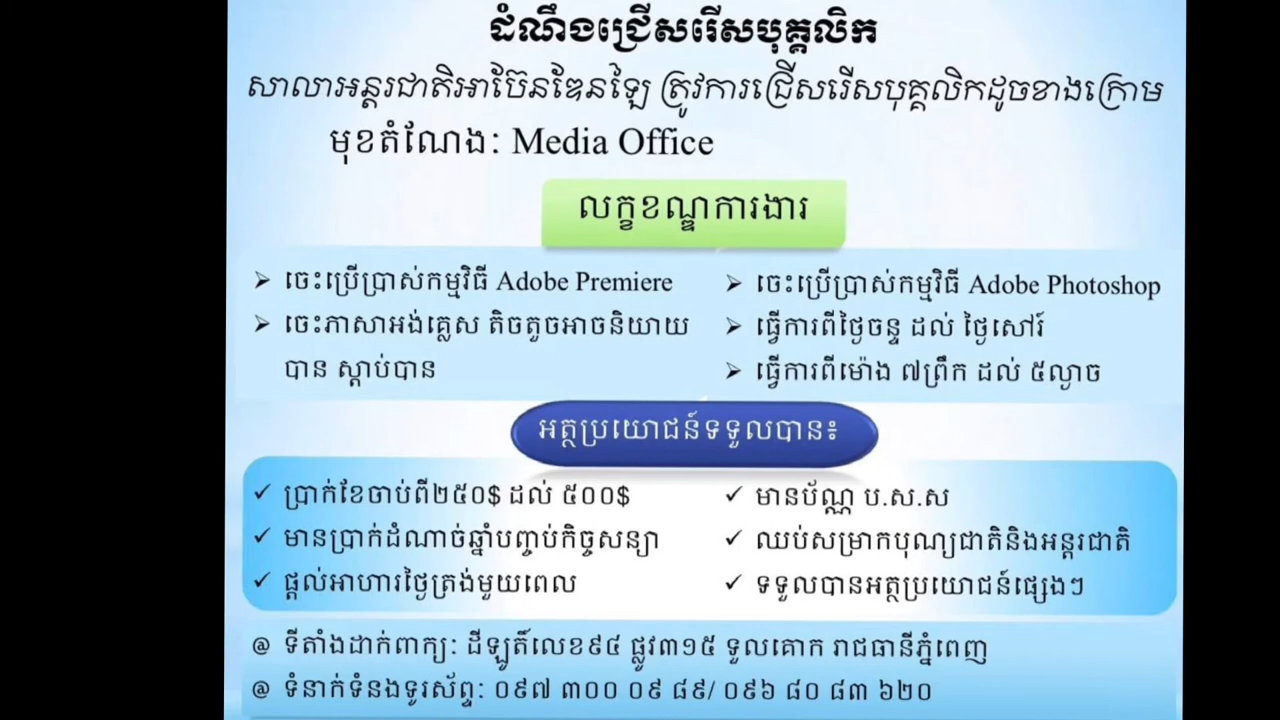 ដំណឹងជ្រើសរើសបុគ្គលិក
សាលាអន្តរជាតិអាប៊ែនឌែនឡៃ ត្រូវការជ្រើសរើសបុគ្គលិកដូចខាងក្រោម
មុខតំណែង: Media Office
លក្ខខណ្ឌការងារ
➢ ចេះប្រើប្រាស់កម្មវិធី Adobe Premiere
➢ ចេះភាសាអង់គ្លេស តិចតួចអាចនិយាយ
បាន ស្តាប់បាន
➢ ចេះប្រើប្រាស់កម្មវិធី Adobe Photoshop
➢ ធ្វើការពីថ្ងៃចន្ទ ដល់ ថ្ងៃសៅរ៍
➢ ធ្វើការពីម៉ោង ៧ព្រឹក ដល់ ៥ល្ងាច
អត្ថប្រយោជន៍ទទួលបាន៖
✓ ប្រាក់ខែចាប់ពី២៥០$ ដល់ ៥០០$
✓ មានប្រាក់ដំណាច់ឆ្នាំបញ្ចប់កិច្ចសន្យា
✓ ផ្តល់អាហារថ្ងៃត្រង់មួយពេល
✓ មានប័ណ្ណ ប.ស.ស
✓ ឈប់សម្រាកបុណ្យជាតិនិងអន្តរជាតិ
✓ ទទួលបានអត្ថប្រយោជន៍ផ្សេងៗ
@ ទីតាំងដាក់ពាក្យ: ដីឡូតិ៍លេខ៩៤ ផ្លូវ៣១៥ ទួលគោក រាជធានីភ្នំពេញ
@ ទំនាក់ទំនងទូរស័ព្ទ: ០៩៧ ៣០០ ០៩ ៨៩/ ០៩៦ ៨០ ៨៣ ៦២០